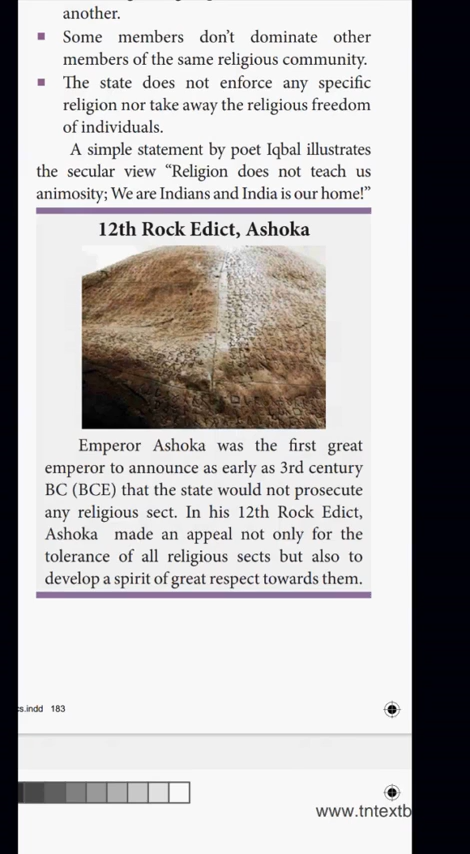 another.
■ Some members don’t dominate other
members of the same religious community.
■ The state does not enforce any specific
religion nor take away the religious freedom
of individuals.
A simple statement by poet Iqbal illustrates
the secular view “Religion does not teach us
animosity; We are Indians and India is our home!”
12th Rock Edict, Ashoka
Emperor Ashoka was the first great
emperor to announce as early as 3rd century
BC (BCE) that the state would not prosecute
any religious sect. In his 12th Rock Edict,
Ashoka made an appeal not only for the
tolerance of all religious sects but also to
develop a spirit of great respect towards them.
s.indd 183
www.tntextb